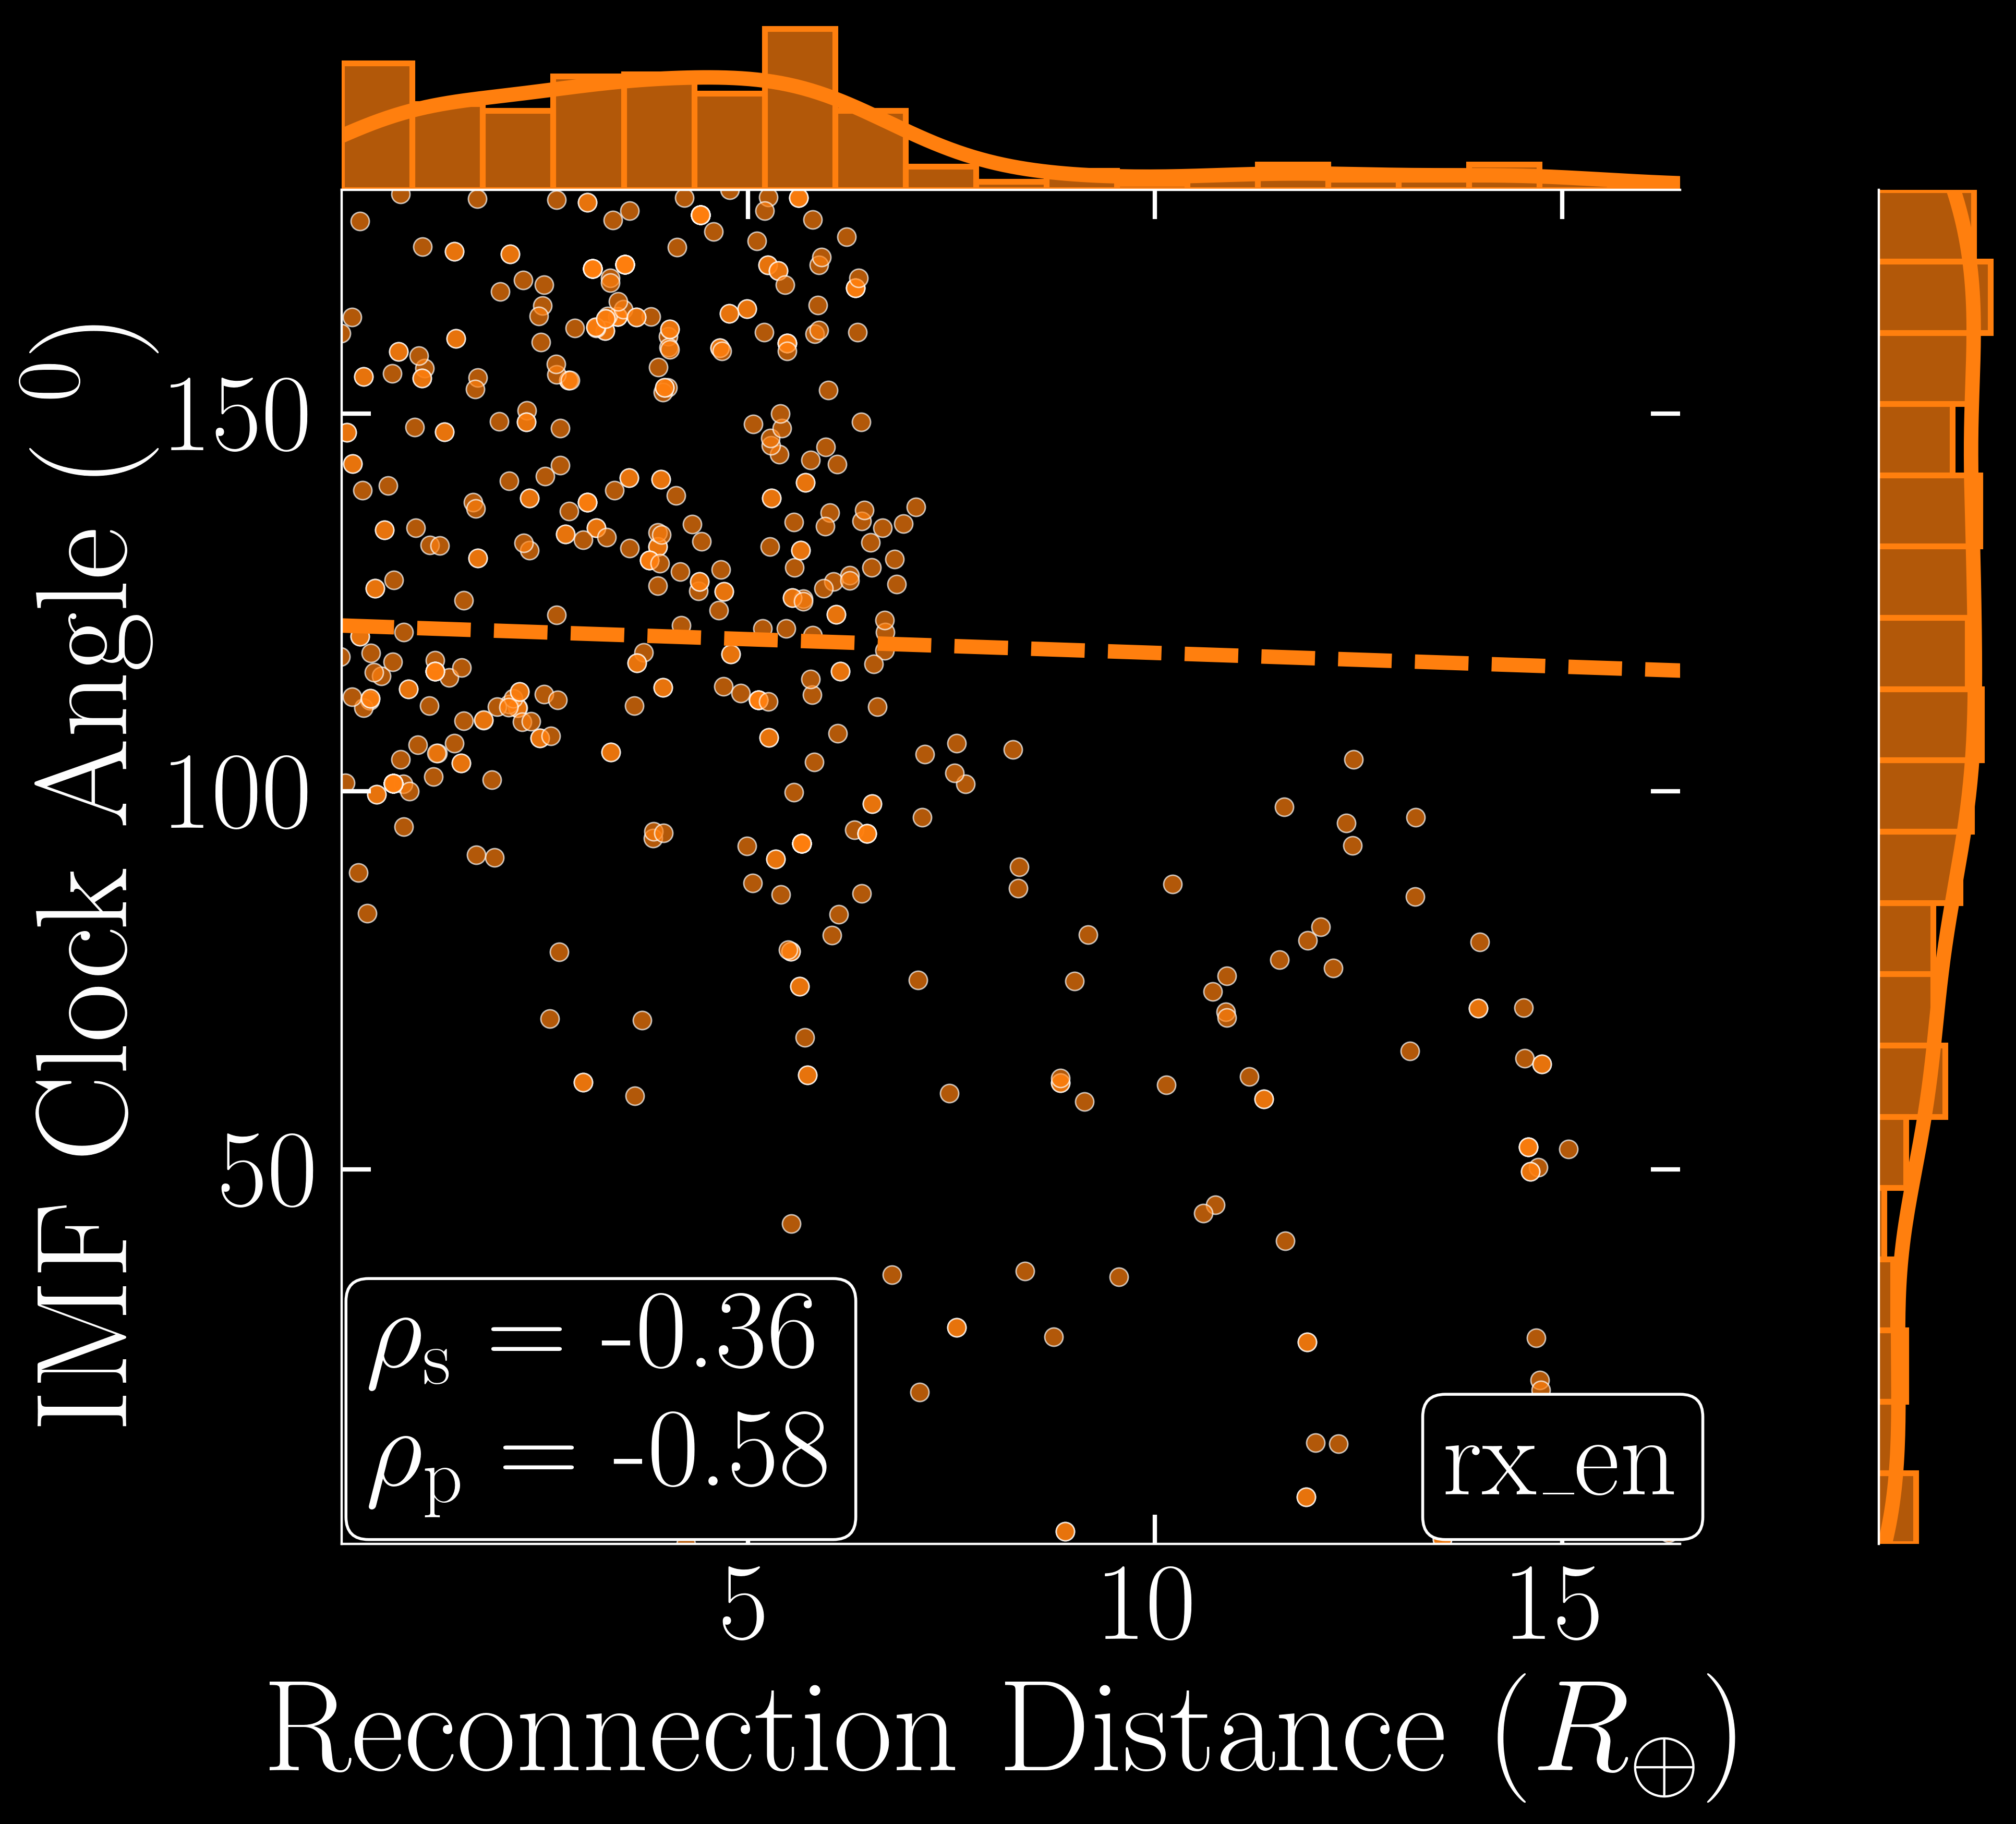 IMF Clock Angle ( ⁰)
150
100
50
ρₛ = -0.36
ρₚ = -0.58
rx_en
5 10 15
Reconnection Distance (R⊕)